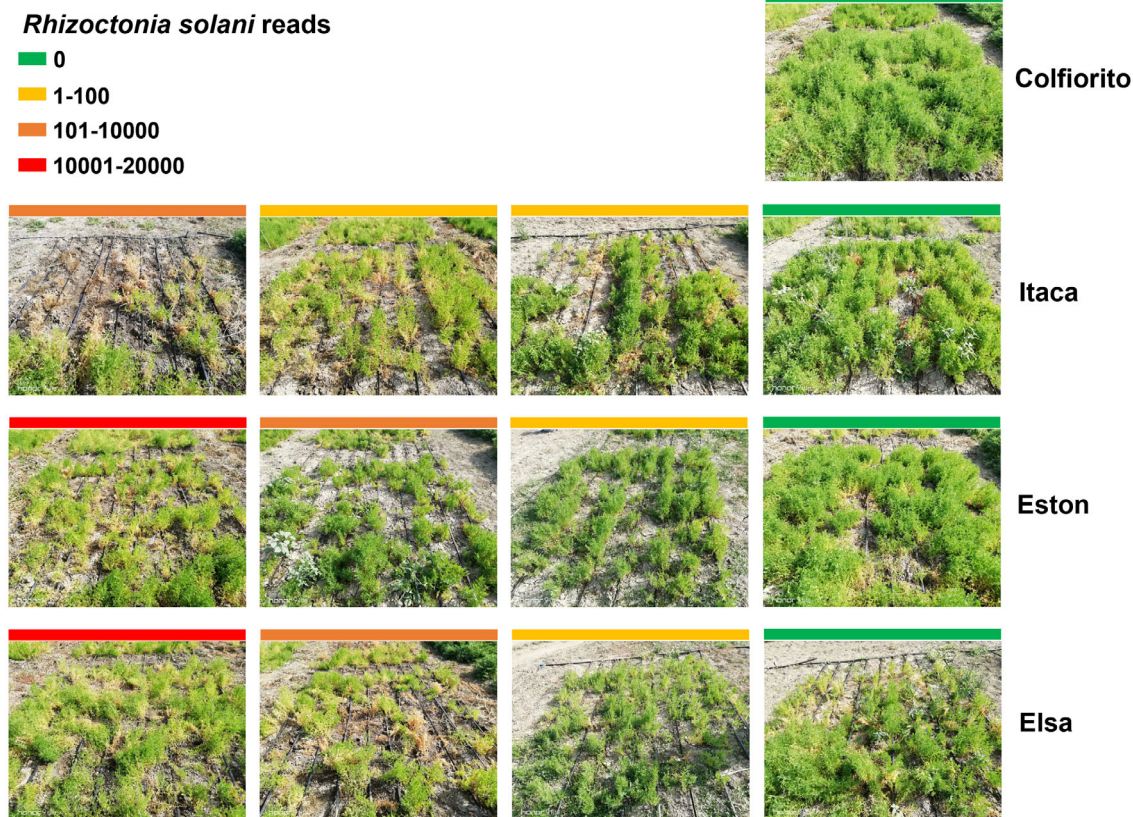 Rhizoctonia solani reads
0
1-100
101-10000
10001-20000
Colfiorito
Itaca
Eston
Elsa